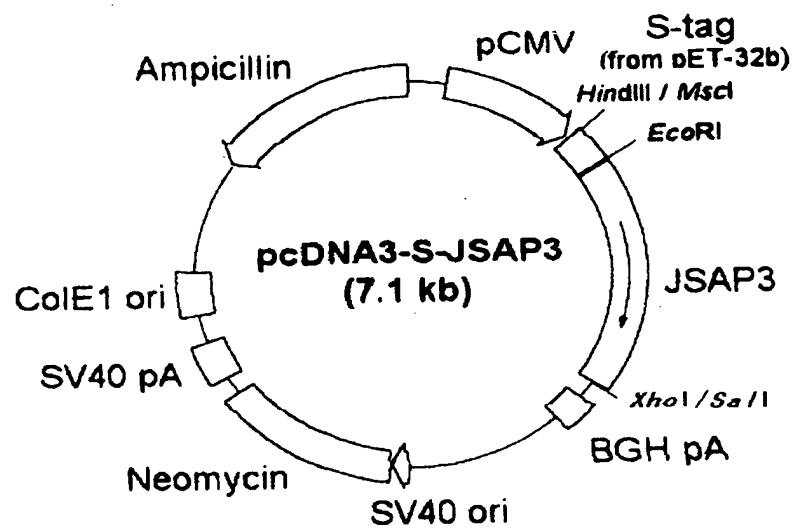 S-tag
pCMV
(from pET-32b)
Ampicillin
HindIII / MscI
EcoRI
pcDNA3-S-JSAP3
(7.1 kb)
JSAP3
ColE1 ori
SV40 pA
XhoI/SalI
BGH pA
Neomycin
SV40 ori